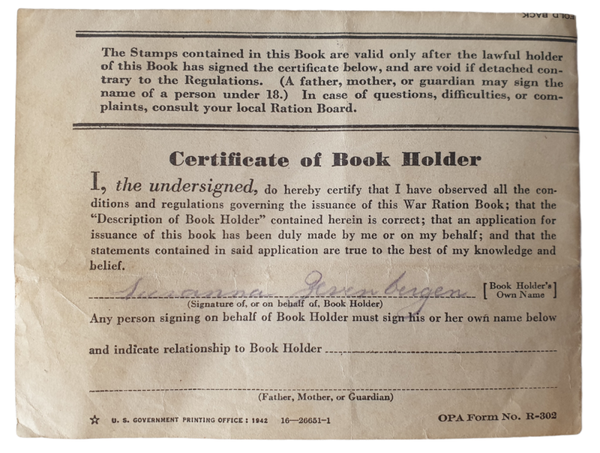 FOLD BACK
The Stamps contained in this Book are valid only after the lawful holder
of this Book has signed the certificate below, and are void if detached con-
trary to the Regulations. (A father, mother, or guardian may sign the
name of a person under 18.) In case of questions, difficulties, or com-
plaints, consult your local Ration Board.
Certificate of Book Holder
I, the undersigned, do hereby certify that I have observed all the con-
ditions and regulations governing the issuance of this War Ration Book; that the
“Description of Book Holder” contained herein is correct; that an application for
issuance of this book has been duly made by me or on my behalf; and that the
statements contained in said application are true to the best of my knowledge and
belief.
Susanna [Book Holder's
Own Name]
(Signature of, or on behalf of, Book Holder)
Any person signing on behalf of Book Holder must sign his or her own name below
and indicate relationship to Book Holder
(Father, Mother, or Guardian)
☆ U. S. GOVERNMENT PRINTING OFFICE : 1942 16—26651-1 OPA Form No. R-302